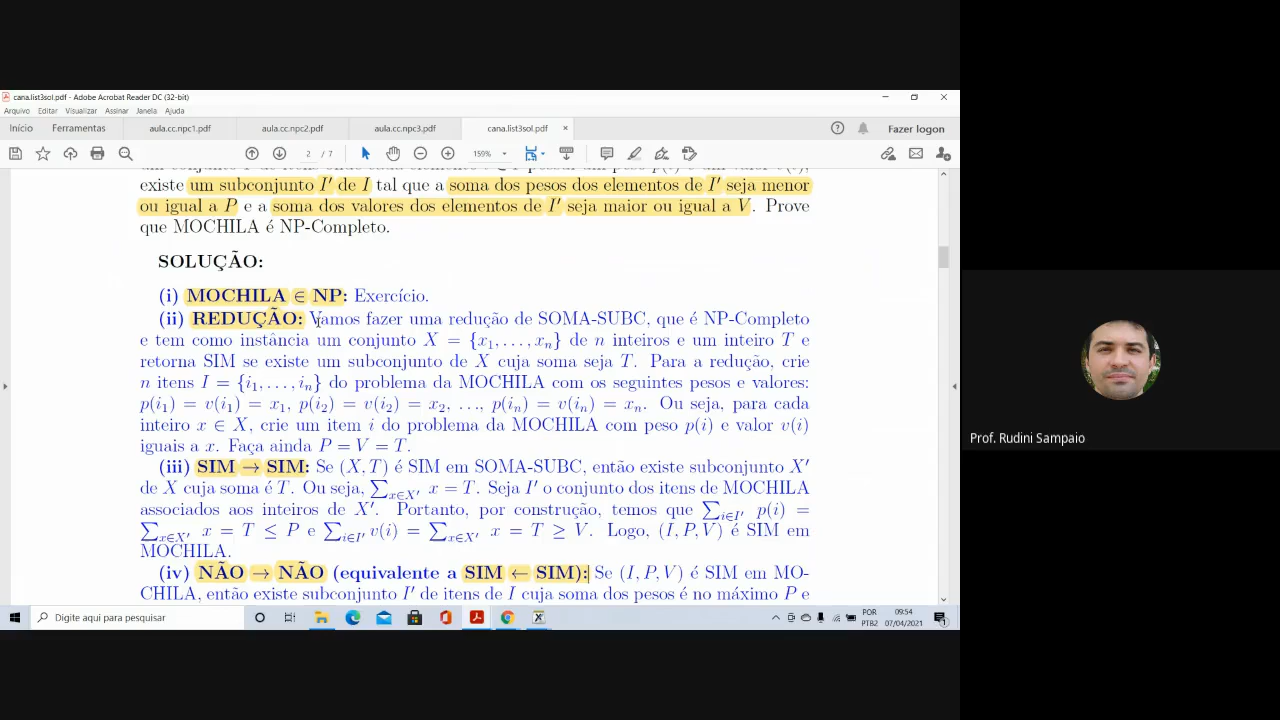 cana.list3sol.pdf - Adobe Acrobat Reader DC (32-bit)
Arquivo Editar Visualizar Assinar Janela Ajuda
Início Ferramentas aula.cc.npc1.pdf aula.cc.npc2.pdf aula.cc.npc3.pdf cana.list3sol.pdf × Fazer logon
2 / 7 159%
existe um subconjunto I′ de I tal que a soma dos pesos dos elementos de I′ seja menor
ou igual a P e a soma dos valores dos elementos de I′ seja maior ou igual a V. Prove
que MOCHILA é NP-Completo.
SOLUÇÃO:
(i) MOCHILA ∈ NP: Exercício.
(ii) REDUÇÃO: Vamos fazer uma redução de SOMA-SUBC, que é NP-Completo
e tem como instância um conjunto X = {x₁, . . . , xₙ} de n inteiros e um inteiro T e
retorna SIM se existe um subconjunto de X cuja soma seja T. Para a redução, crie
n itens I = {i₁, . . . , iₙ} do problema da MOCHILA com os seguintes pesos e valores:
p(i₁) = v(i₁) = x₁, p(i₂) = v(i₂) = x₂, . . ., p(iₙ) = v(iₙ) = xₙ. Ou seja, para cada
inteiro x ∈ X, crie um item i do problema da MOCHILA com peso p(i) e valor v(i)
iguais a x. Faça ainda P = V = T.
(iii) SIM → SIM: Se (X, T) é SIM em SOMA-SUBC, então existe subconjunto X′
de X cuja soma é T. Ou seja, ∑x∈X′ x = T. Seja I′ o conjunto dos itens de MOCHILA
associados aos inteiros de X′. Portanto, por construção, temos que ∑i∈I′ p(i) =
∑x∈X′ x = T ≤ P e ∑i∈I′ v(i) = ∑x∈X′ x = T ≥ V. Logo, (I, P, V) é SIM em
MOCHILA.
(iv) NÃO → NÃO (equivalente a SIM ← SIM): Se (I, P, V) é SIM em MO-
CHILA, então existe subconjunto I′ de itens de I cuja soma dos pesos é no máximo P e
Prof. Rudini Sampaio
Digite aqui para pesquisar
POR
PTB2
09:54
07/04/2021
1